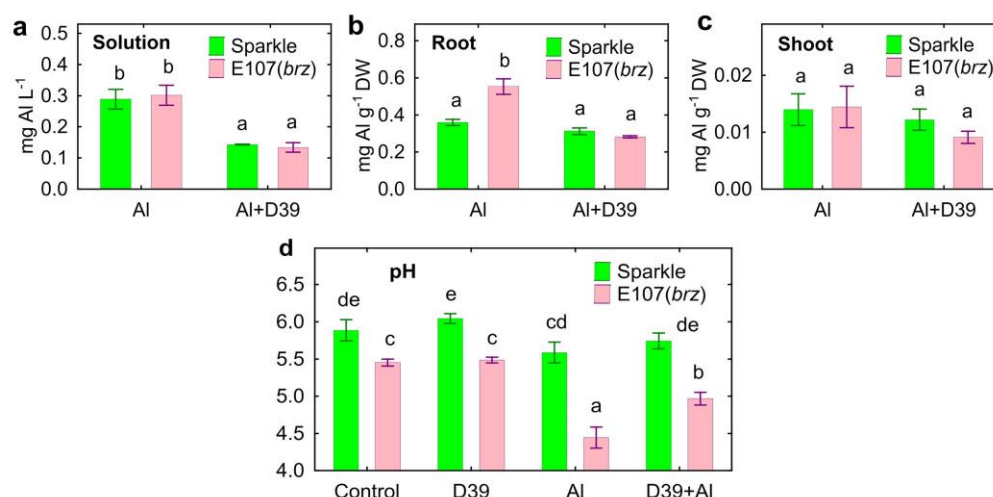 a
Solution
Sparkle
E107(brz)
mg Al L⁻¹
0.5
0.4
0.3
0.2
0.1
0.0
b b
a a
Al Al+D39
b
Root
Sparkle
E107(brz)
mg Al g⁻¹ DW
0.8
0.6
0.4
0.2
0.0
a b
a a
Al Al+D39
c
Shoot
Sparkle
E107(brz)
mg Al g⁻¹ DW
0.02
0.01
0.00
a a
a a
Al Al+D39
d
pH
Sparkle
E107(brz)
6.5
6.0
5.5
5.0
4.5
4.0
de c
e c
cd a
de b
Control D39 Al D39+Al